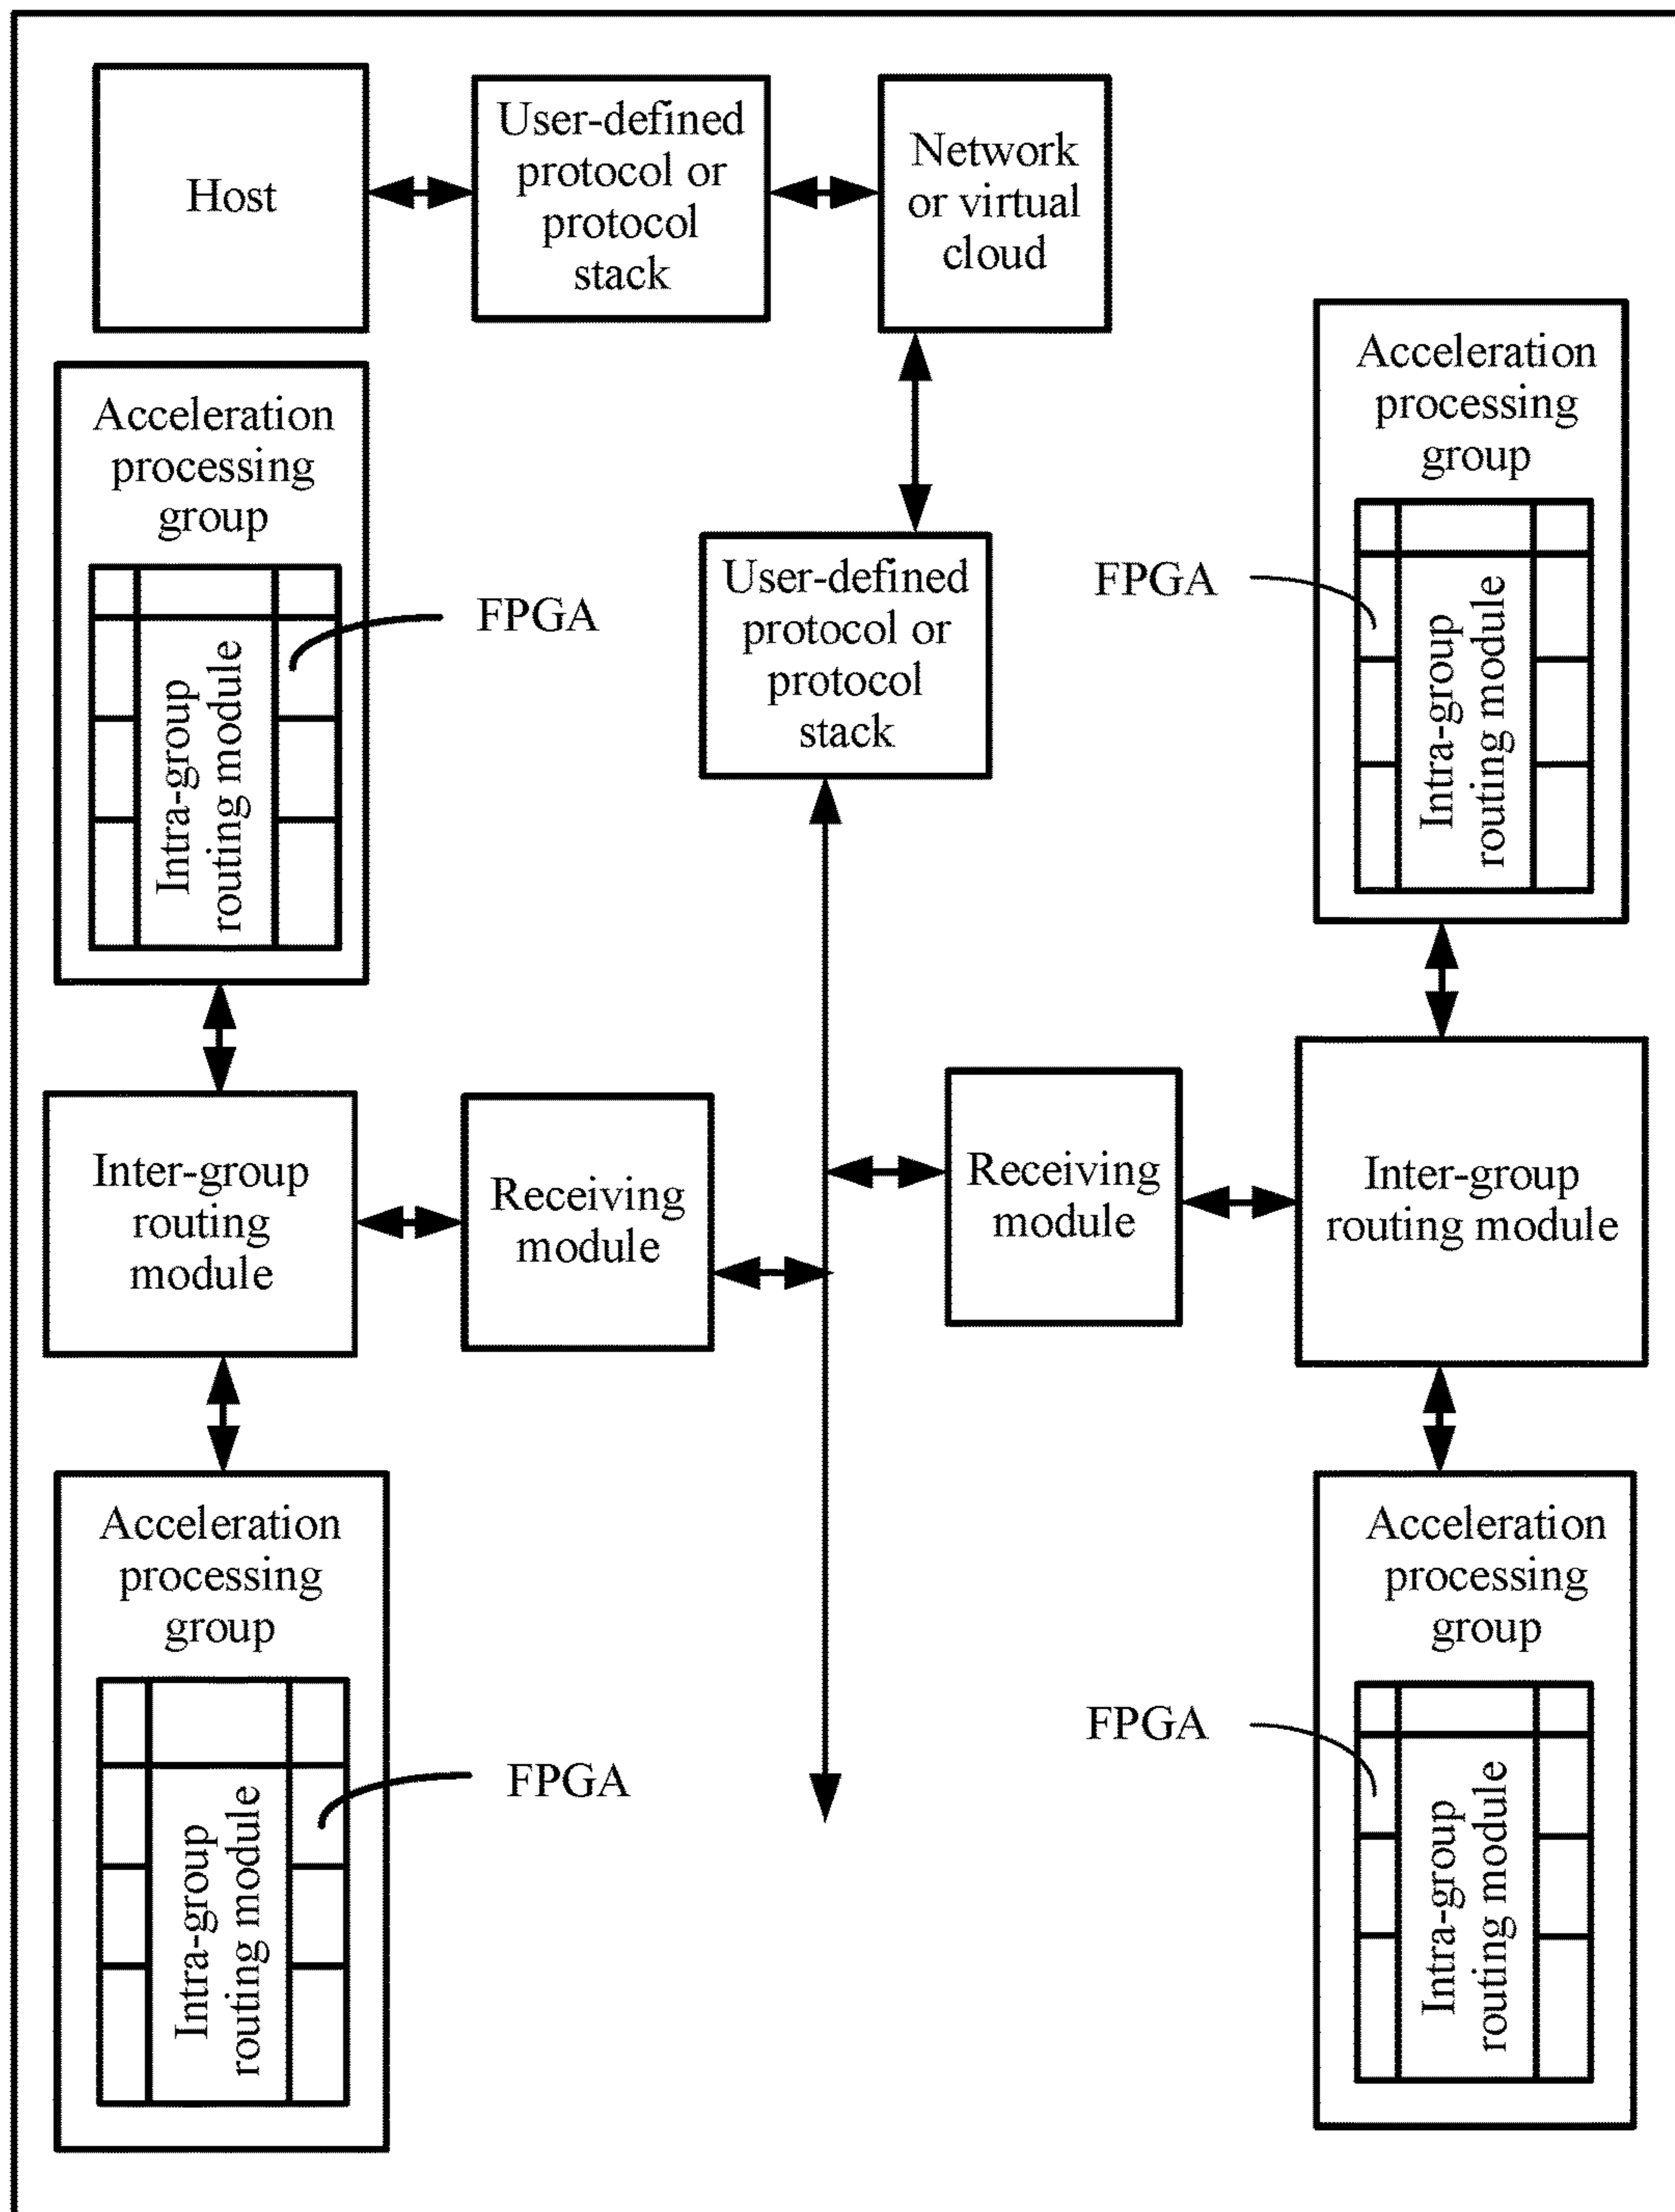 Host
User-defined
protocol or
protocol
stack
Network
or virtual
cloud
Acceleration
processing
group
Intra-group
routing module
FPGA
User-defined
protocol or
protocol
stack
Acceleration
processing
group
FPGA
Intra-group
routing module
Inter-group
routing
module
Receiving
module
Receiving
module
Inter-group
routing module
Acceleration
processing
group
Intra-group
routing module
FPGA
Acceleration
processing
group
FPGA
Intra-group
routing module